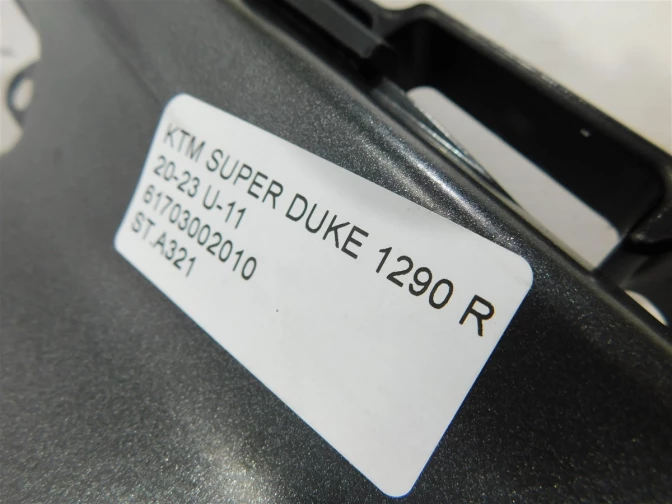 KTM SUPER DUKE 1290 R
20-23 U-11
61703002010
ST.A321